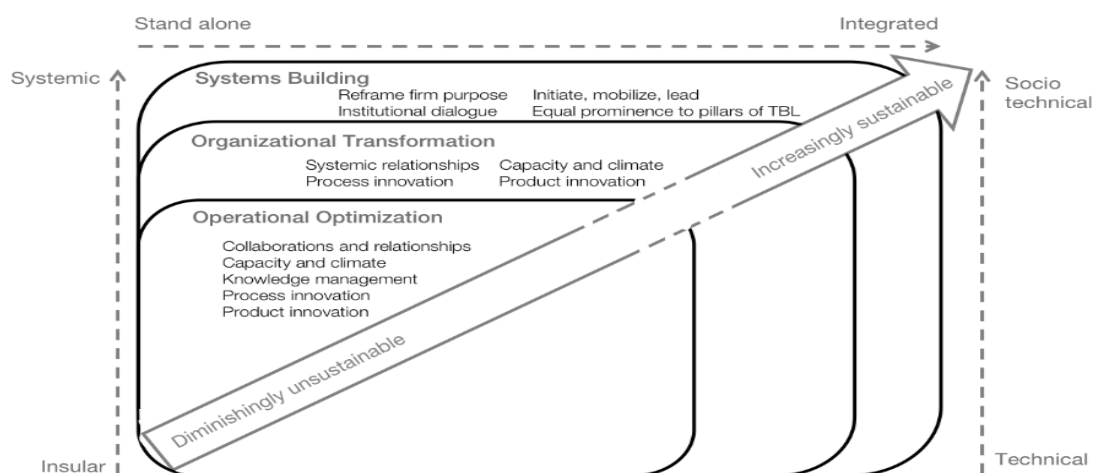 Stand alone
Integrated
Systemic
Socio
technical
Systems Building
Reframe firm purpose Initiate, mobilize, lead
Institutional dialogue Equal prominence to pillars of TBL
Organizational Transformation
Systemic relationships Capacity and climate
Process innovation Product innovation
Increasingly sustainable
Operational Optimization
Collaborations and relationships
Capacity and climate
Knowledge management
Process innovation
Product innovation
Diminishingly unsustainable
Insular
Technical